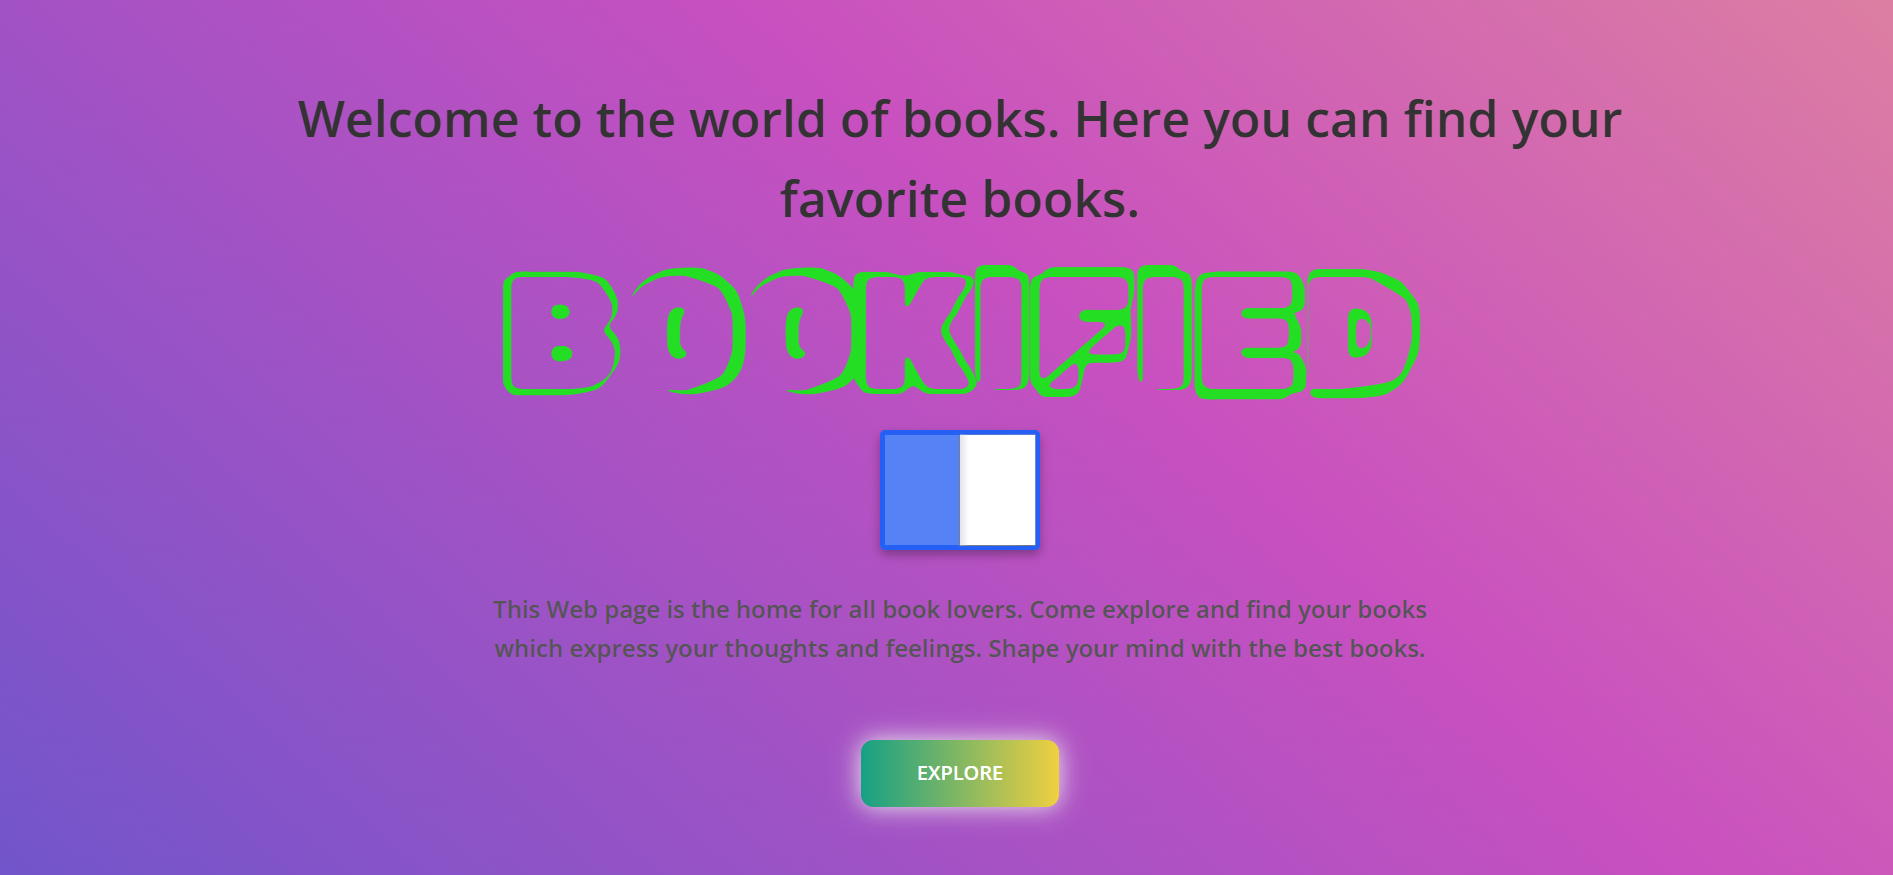 Welcome to the world of books. Here you can find your
favorite books.
BOOKIFIED
This Web page is the home for all book lovers. Come explore and find your books
which express your thoughts and feelings. Shape your mind with the best books.
EXPLORE